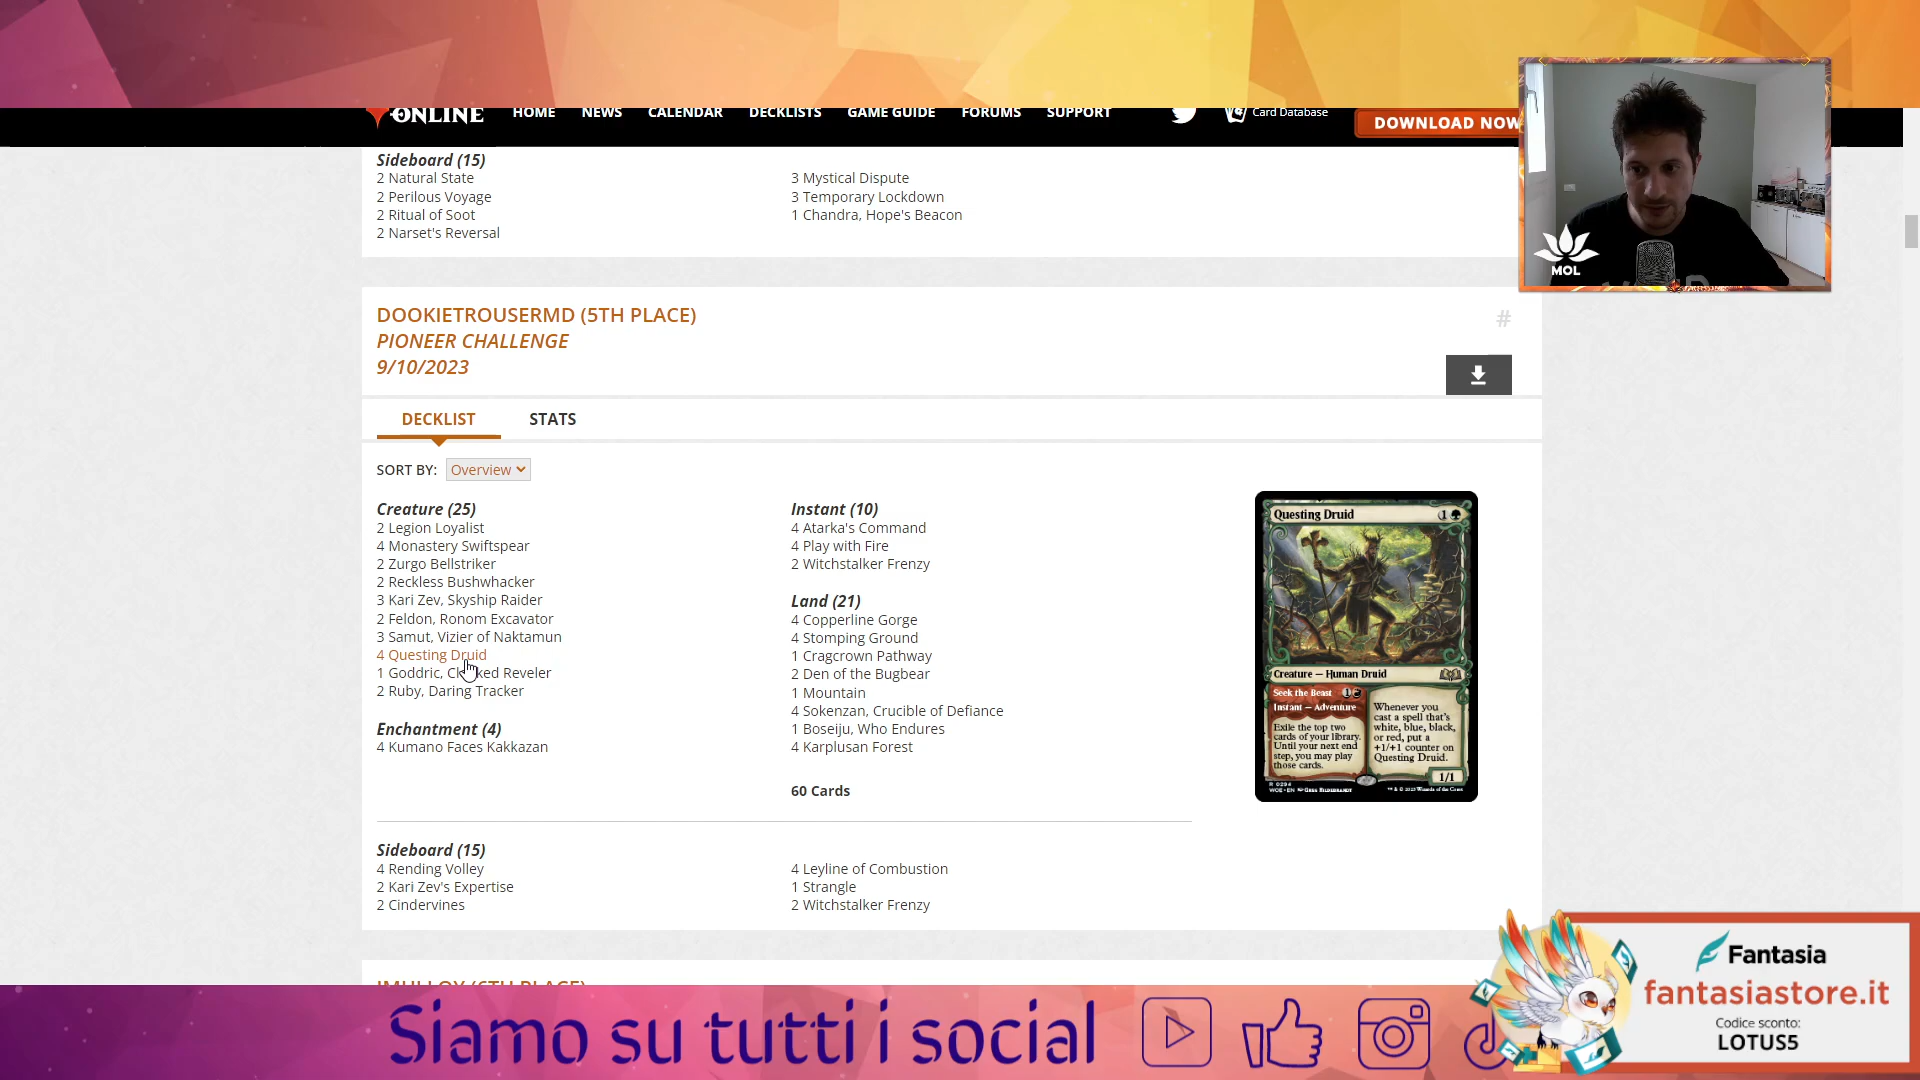 ONLINE
HOME
NEWS
CALENDAR
DECKLISTS
GAME GUIDE
FORUMS
SUPPORT
Card Database
DOWNLOAD NOW
Sideboard (15)
2 Natural State
2 Perilous Voyage
2 Ritual of Soot
2 Narset's Reversal
3 Mystical Dispute
3 Temporary Lockdown
1 Chandra, Hope's Beacon
MOL
DOOKIETROUSERMD (5TH PLACE)
PIONEER CHALLENGE
9/10/2023
#
DECKLIST
STATS
SORT BY: Overview
Creature (25)
2 Legion Loyalist
4 Monastery Swiftspear
2 Zurgo Bellstriker
2 Reckless Bushwhacker
3 Kari Zev, Skyship Raider
2 Feldon, Ronom Excavator
3 Samut, Vizier of Naktamun
4 Questing Druid
1 Goddric, Cloaked Reveler
2 Ruby, Daring Tracker
Enchantment (4)
4 Kumano Faces Kakkazan
Instant (10)
4 Atarka's Command
4 Play with Fire
2 Witchstalker Frenzy
Land (21)
4 Copperline Gorge
4 Stomping Ground
1 Cragcrown Pathway
2 Den of the Bugbear
1 Mountain
4 Sokenzan, Crucible of Defiance
1 Boseiju, Who Endures
4 Karplusan Forest
60 Cards
Questing Druid 1
Creature — Human Druid
Seek the Beast 1
Instant — Adventure
Exile the top two
cards of your library.
Until your next end
step, you may play
those cards.
Whenever you
cast a spell that's
white, blue, black,
or red, put a
+1/+1 counter on
Questing Druid.
1/1
Sideboard (15)
4 Rending Volley
2 Kari Zev's Expertise
2 Cindervines
4 Leyline of Combustion
1 Strangle
2 Witchstalker Frenzy
Siamo su tutti i social
Fantasia
fantasiastore.it
Codice sconto:
LOTUS5